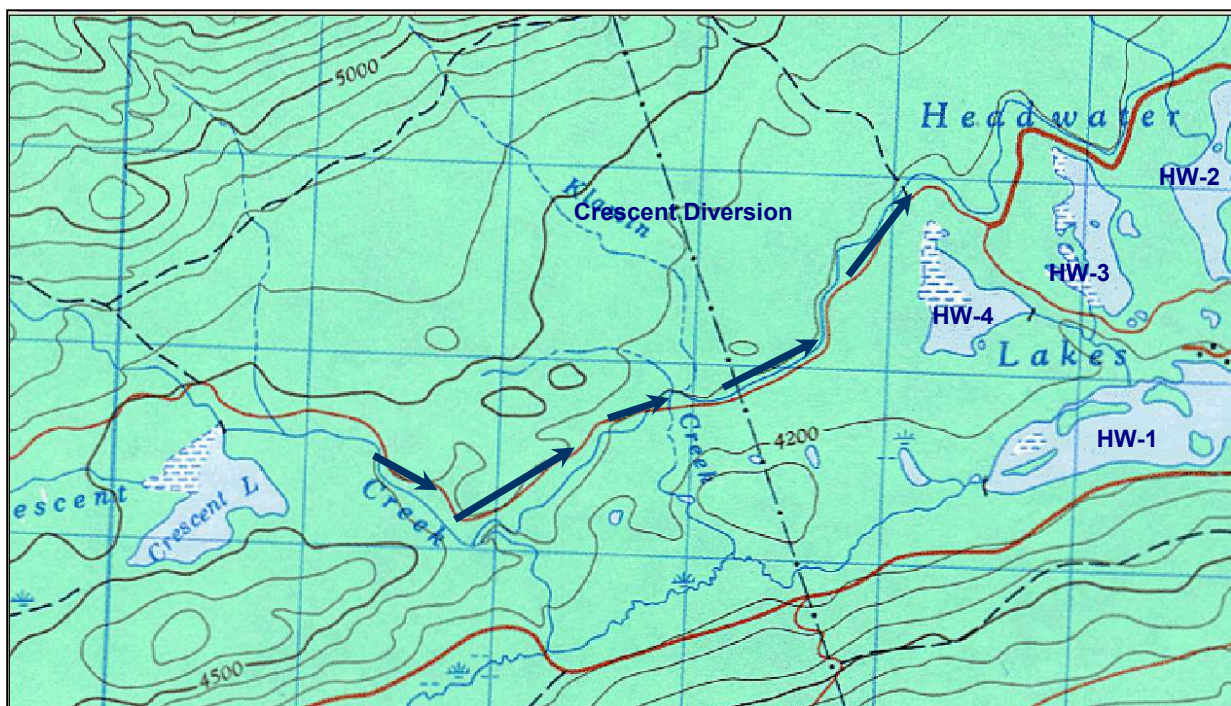 5000
Headwater
HW-2
Klassin
Crescent Diversion
HW-3
HW-4
Lakes
4200
HW-1
Creek
escent
Crescent L
Creek
4500